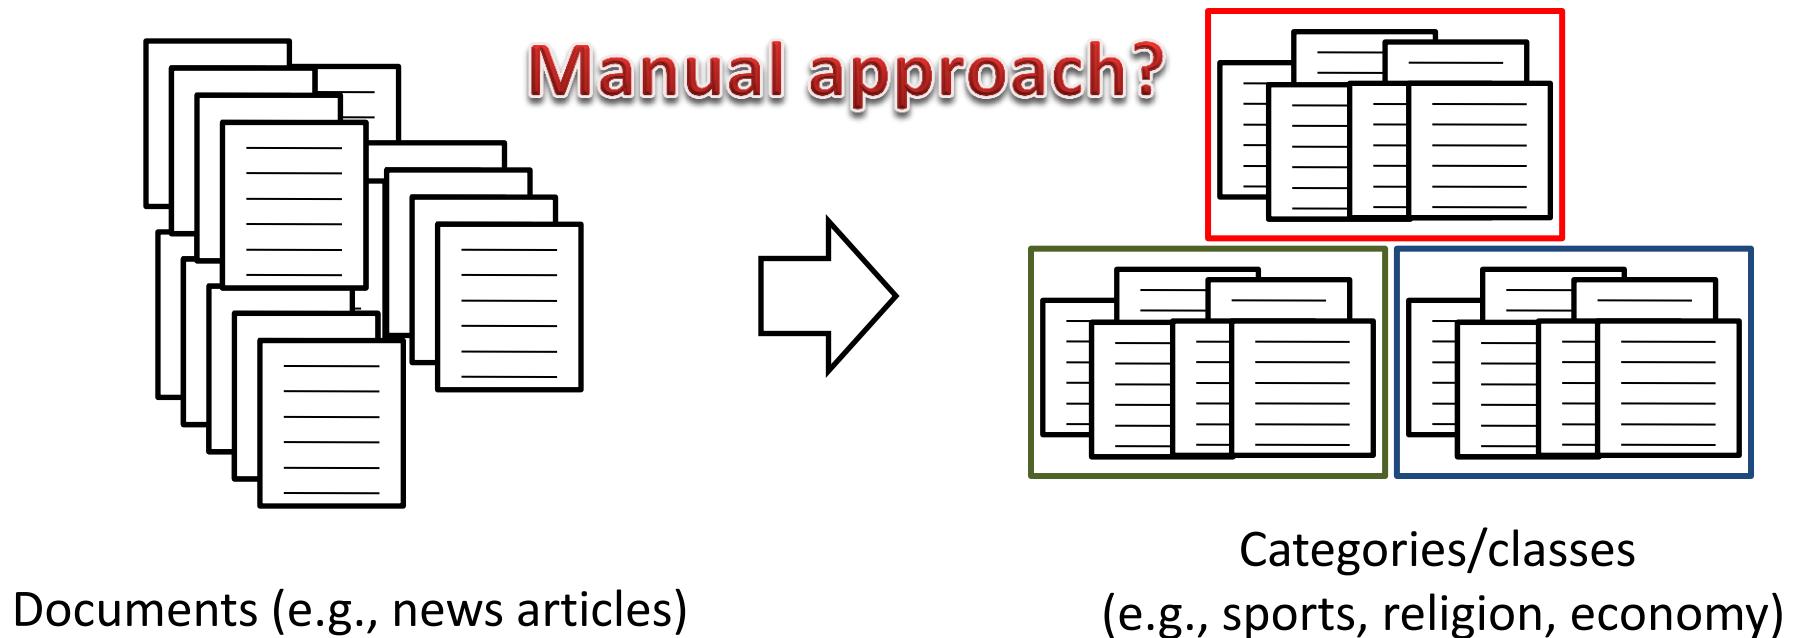 Manual approach?
Documents (e.g., news articles)
Categories/classes
(e.g., sports, religion, economy)